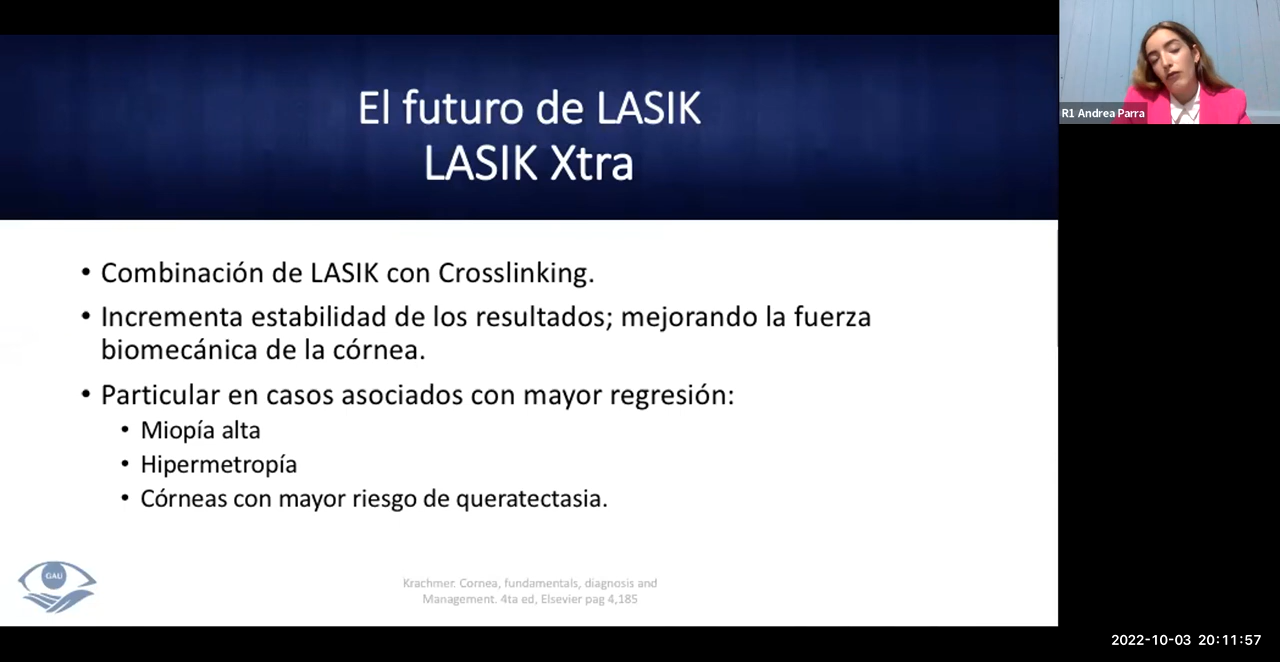 El futuro de LASIK
LASIK Xtra
• Combinación de LASIK con Crosslinking.
• Incrementa estabilidad de los resultados; mejorando la fuerza
biomecánica de la córnea.
• Particular en casos asociados con mayor regresión:
• Miopía alta
• Hipermetropía
• Córneas con mayor riesgo de queratectasia.
GAU
Krachmer. Cornea, fundamentals, diagnosis and
Management. 4ta ed, Elsevier pag 4,185
R1 Andrea Parra
2022-10-03 20:11:57